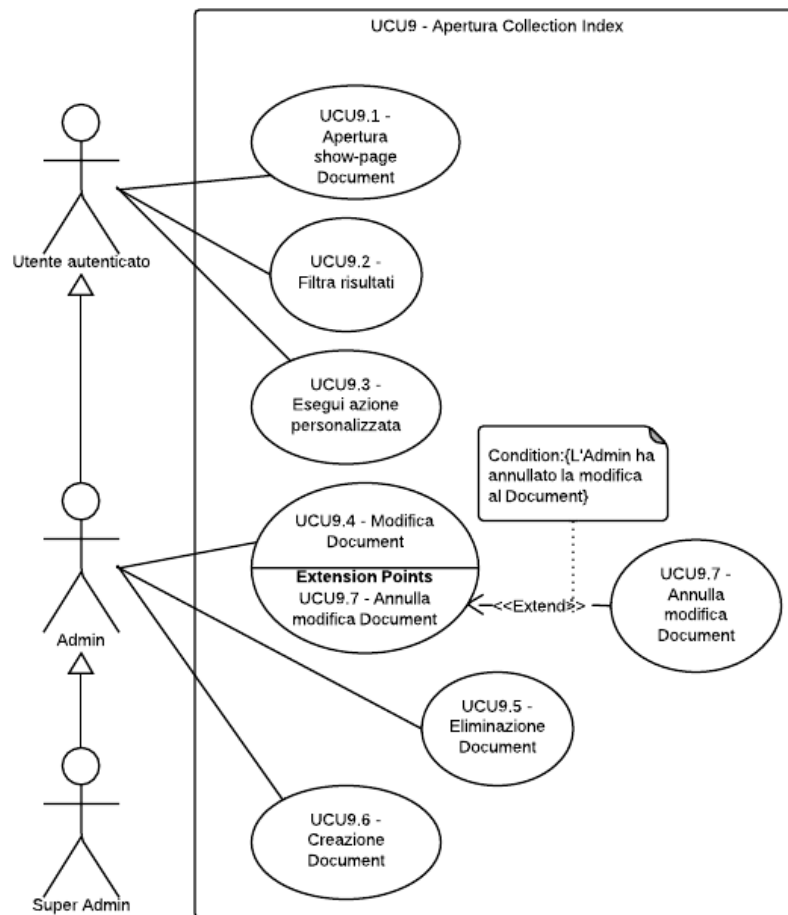 UCU9 - Apertura Collection Index
UCU9.1 -
Apertura
show-page
Document
Utente autenticato
UCU9.2 -
Filtra risultati
UCU9.3 -
Esegui azione
personalizzata
Condition:{L'Admin ha
annullato la modifica
al Document}
UCU9.4 - Modifica
Document
Extension Points
UCU9.7 - Annulla
modifica Document
<<Extend>>
UCU9.7 -
Annulla
modifica
Document
Admin
UCU9.5 -
Eliminazione
Document
UCU9.6 -
Creazione
Document
Super Admin